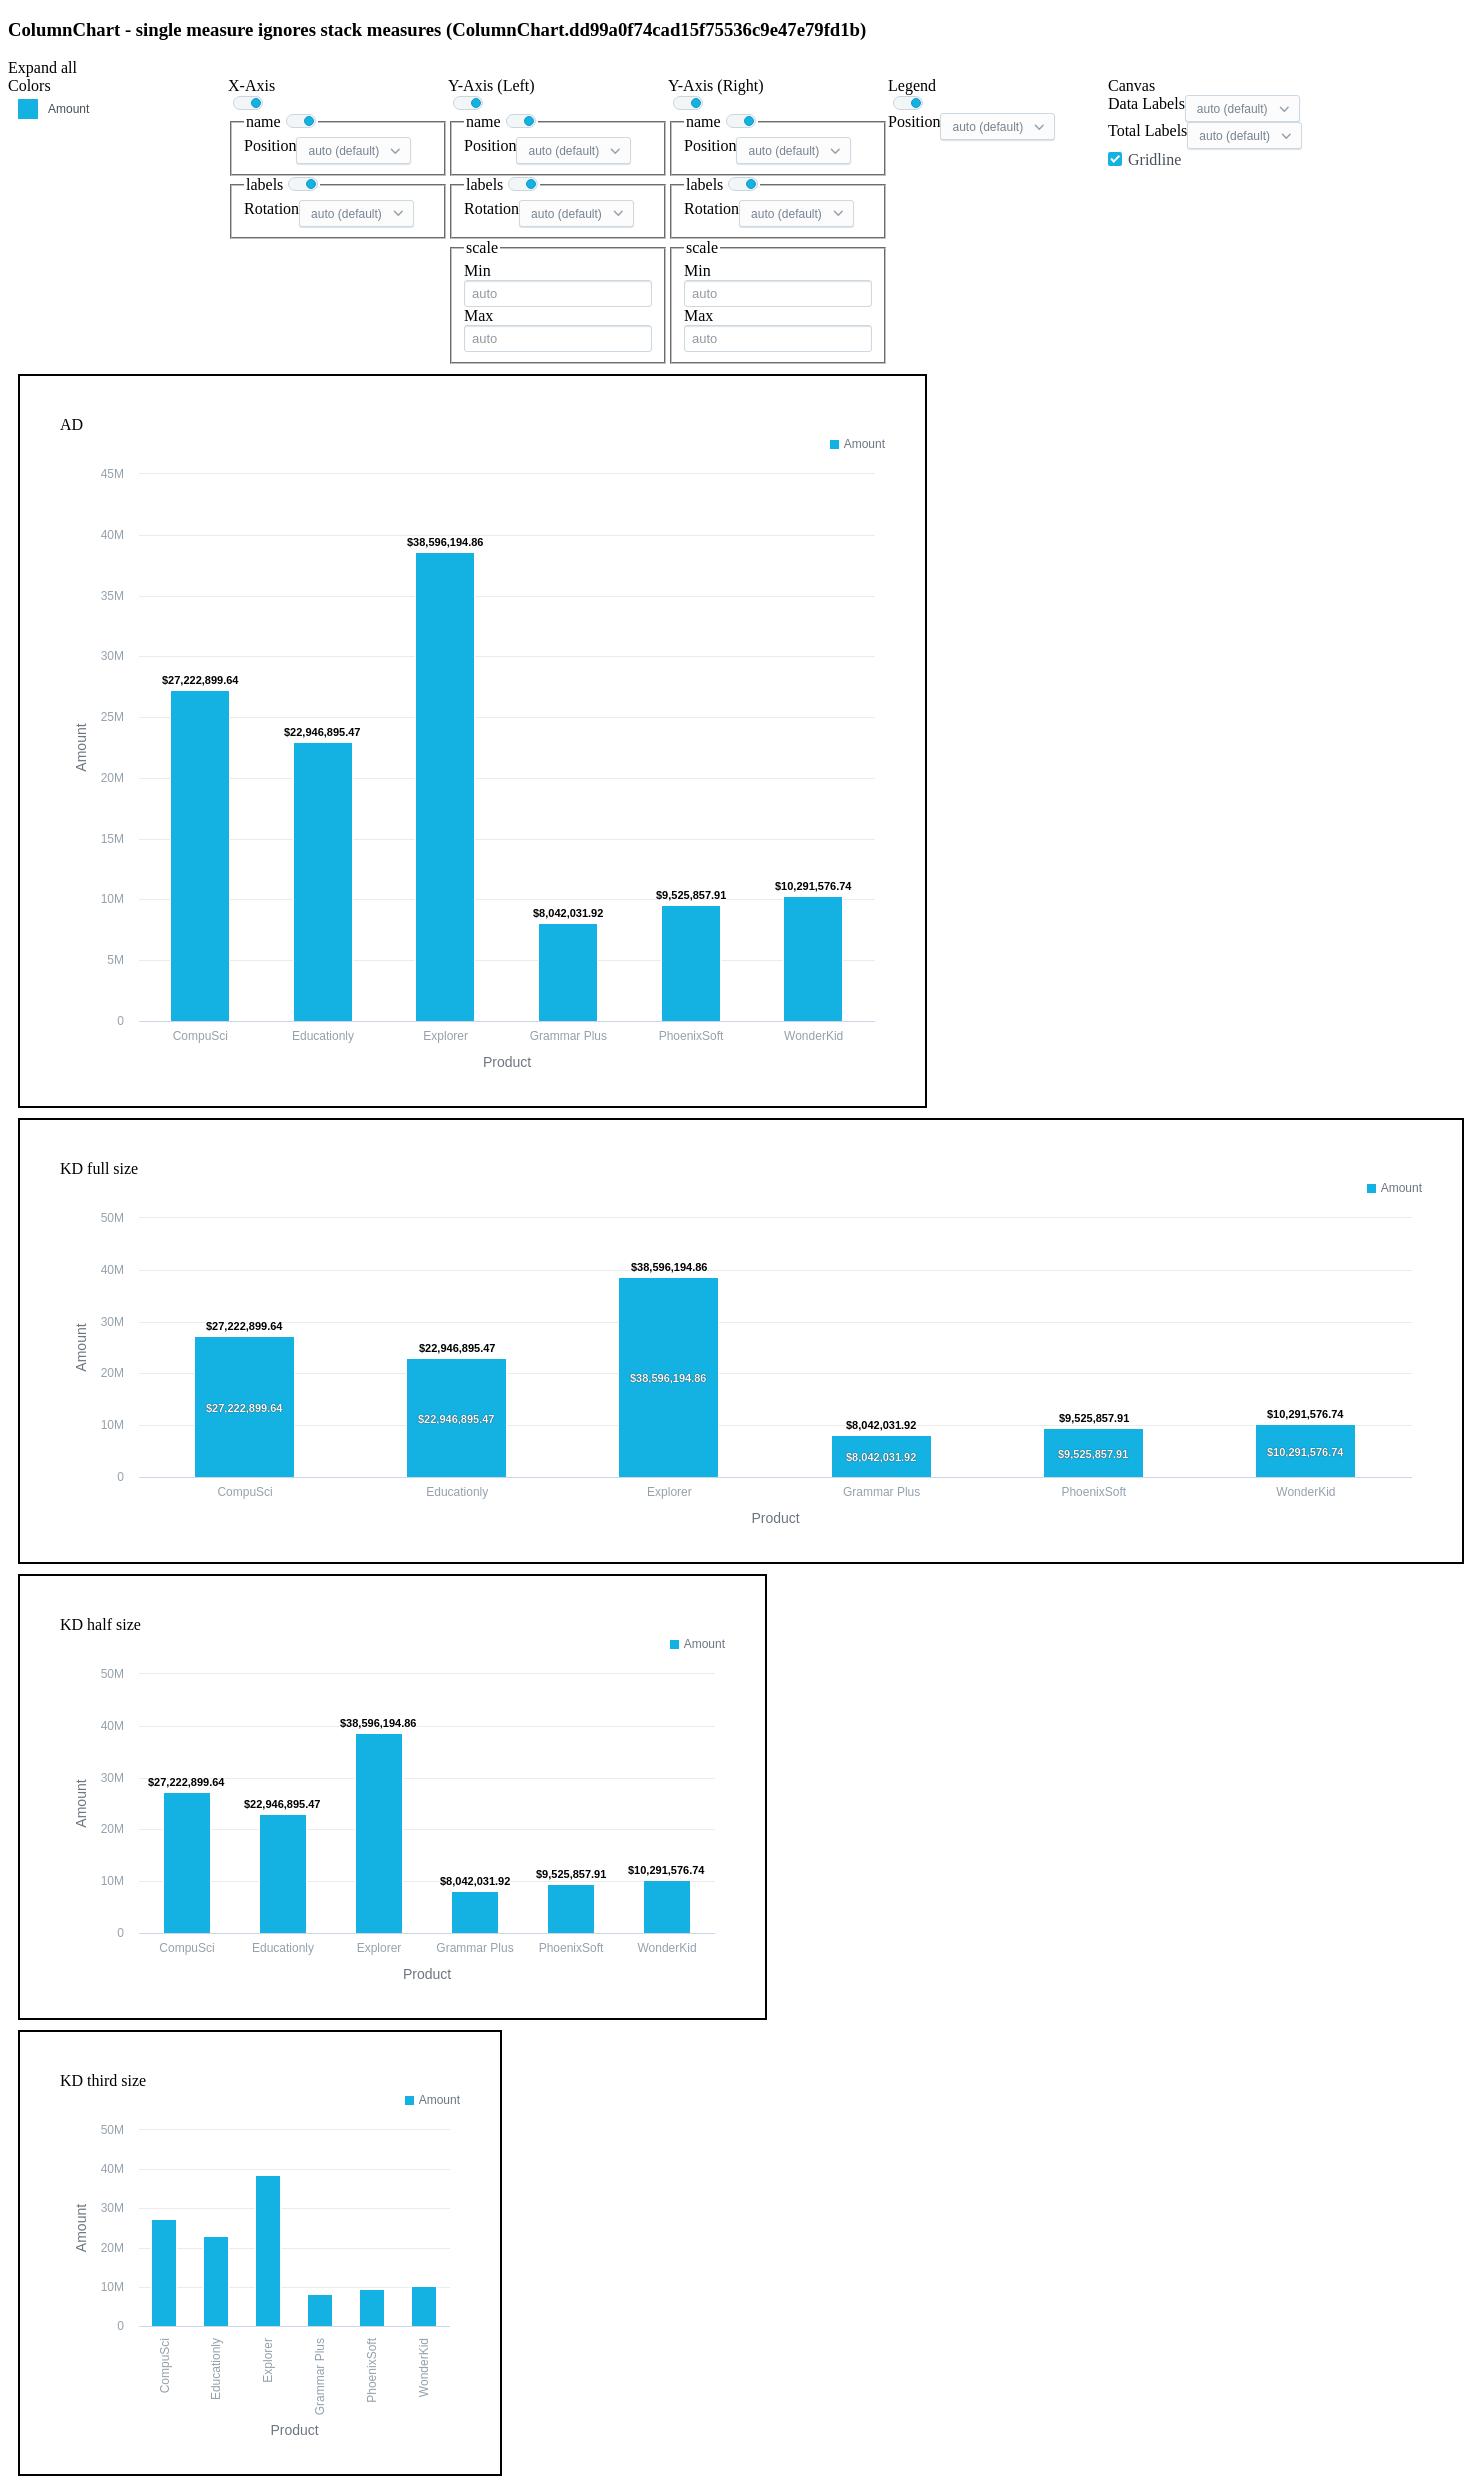 ColumnChart - single measure ignores stack measures (ColumnChart.dd99a0f74cad15f75536c9e47e79fd1b)
Expand all
Colors
Amount
X-Axis
name
Position auto (default)
labels
Rotation auto (default)
Y-Axis (Left)
name
Position auto (default)
labels
Rotation auto (default)
scale
Min
auto
Max
auto
Y-Axis (Right)
name
Position auto (default)
labels
Rotation auto (default)
scale
Min
auto
Max
auto
Legend
Position auto (default)
Canvas
Data Labels auto (default)
Total Labels auto (default)
Gridline
AD
Amount
45M
40M
35M
30M
25M
20M
15M
10M
5M
0
Amount
$27,222,899.64
$22,946,895.47
$38,596,194.86
$8,042,031.92
$9,525,857.91
$10,291,576.74
CompuSci Educationly Explorer Grammar Plus PhoenixSoft WonderKid
Product
KD full size
Amount
50M
40M
30M
20M
10M
0
Amount
$27,222,899.64
$22,946,895.47
$38,596,194.86
$8,042,031.92
$9,525,857.91
$10,291,576.74
$27,222,899.64
$22,946,895.47
$38,596,194.86
$8,042,031.92
$9,525,857.91
$10,291,576.74
CompuSci Educationly Explorer Grammar Plus PhoenixSoft WonderKid
Product
KD half size
Amount
50M
40M
30M
20M
10M
0
Amount
$27,222,899.64
$22,946,895.47
$38,596,194.86
$8,042,031.92
$9,525,857.91
$10,291,576.74
CompuSci Educationly Explorer Grammar Plus PhoenixSoft WonderKid
Product
KD third size
Amount
50M
40M
30M
20M
10M
0
Amount
CompuSci
Educationly
Explorer
Grammar Plus
PhoenixSoft
WonderKid
Product